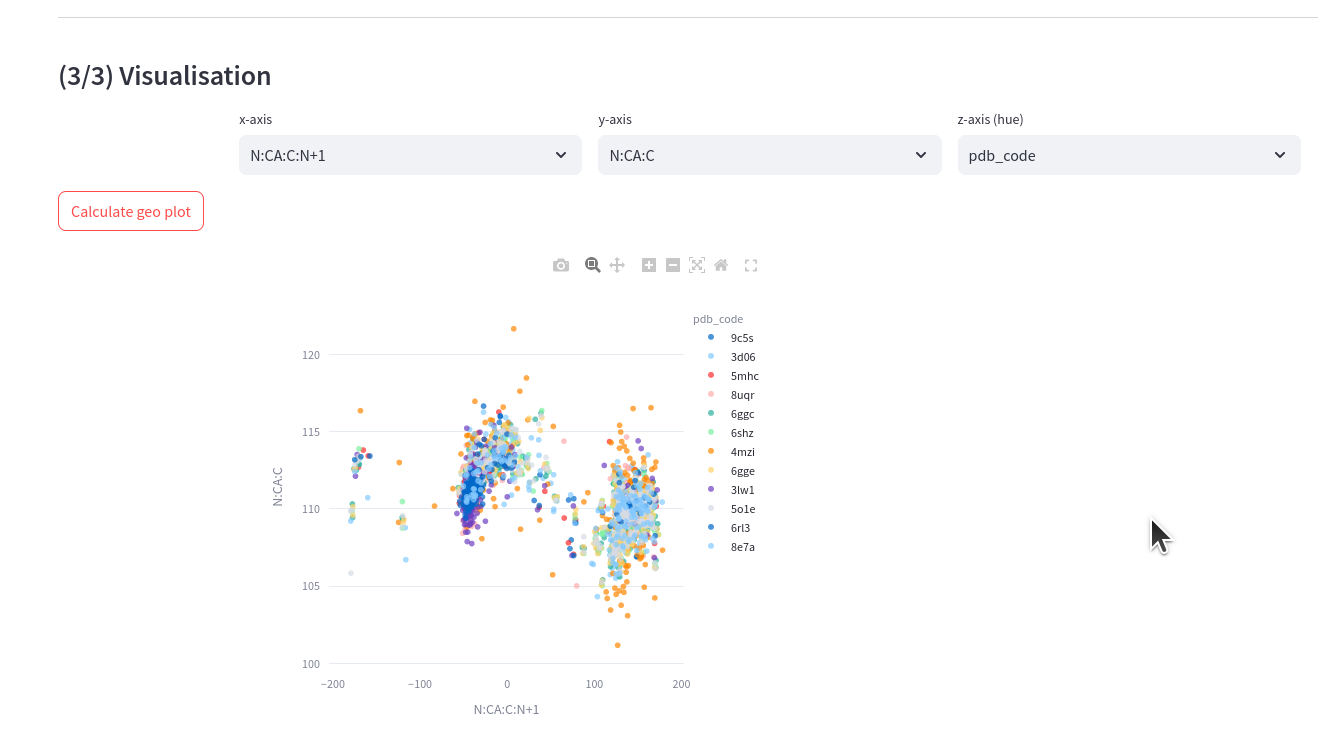 (3/3) Visualisation
x-axis
y-axis
z-axis (hue)
N:CA:C:N+1
N:CA:C
pdb_code
Calculate geo plot
pdb_code
9c5s
3d06
5mhc
8uqr
6ggc
6shz
4mzi
6gge
3lw1
5o1e
6rl3
8e7a
120
115
110
105
100
N:CA:C
−200
−100
0
100
200
N:CA:C:N+1